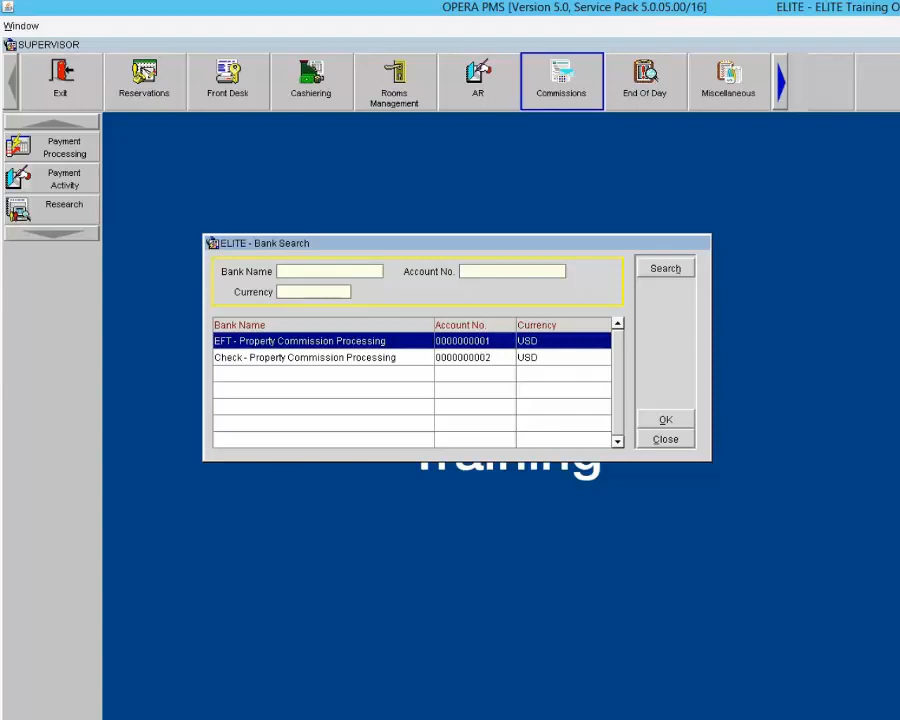 OPERA PMS [Version 5.0, Service Pack 5.0.05.00/16]
ELITE - ELITE Training O
Window
SUPERVISOR
Exit
Reservations
Front Desk
Cashiering
Rooms
Management
AR
Commissions
End Of Day
Miscellaneous
Payment
Processing
Payment
Activity
Research
ELITE - Bank Search
Bank Name
Account No.
Search
Currency
Bank Name Account No. Currency
EFT - Property Commission Processing 0000000001 USD
Check - Property Commission Processing 0000000002 USD
OK
Close
Training